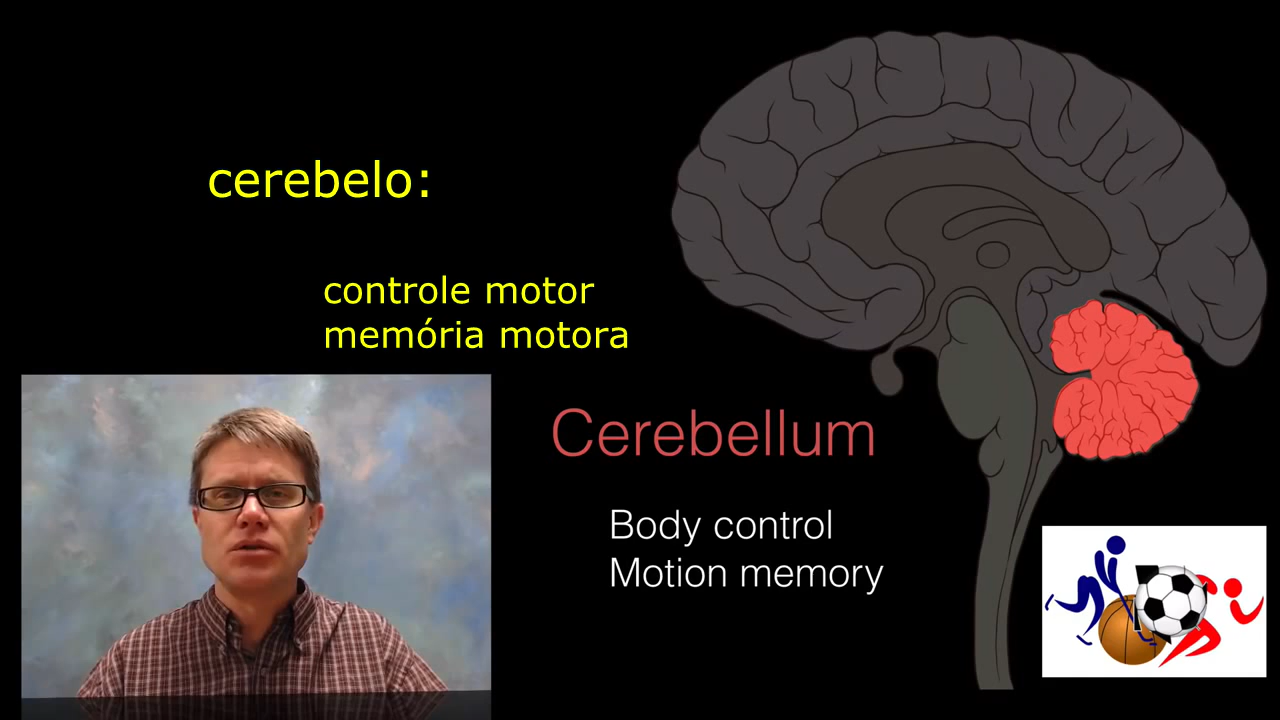 cerebelo:
controle motor
memória motora
Cerebellum
Body control
Motion memory